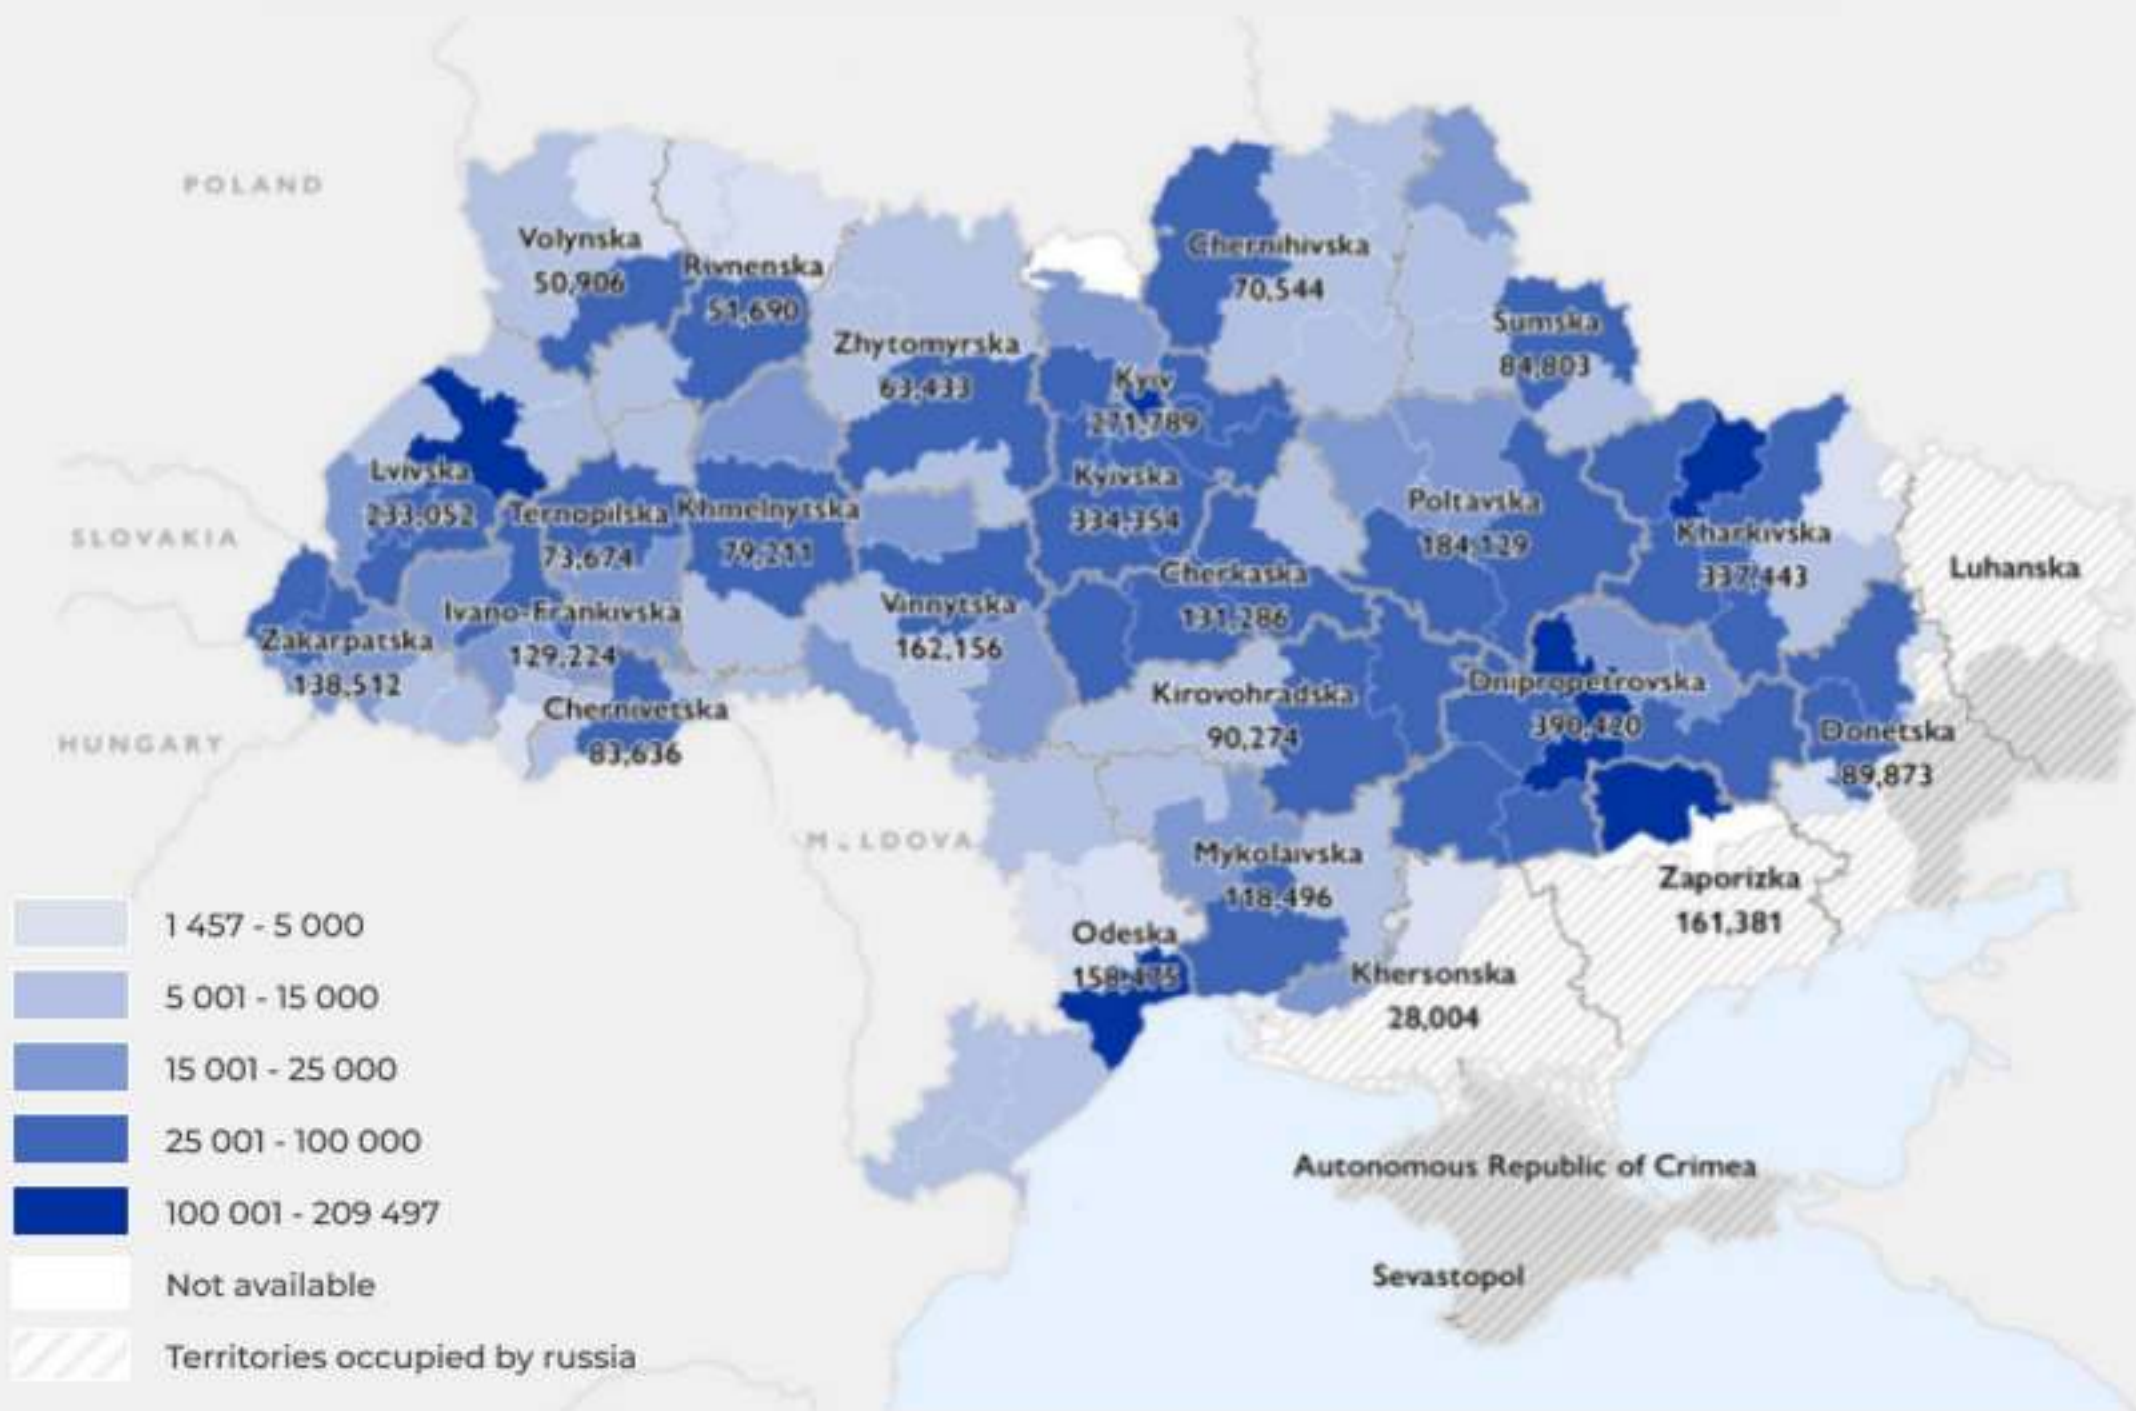 POLAND
Volynska
50,906
Rivnenska
51,690
Chernihivska
70,544
Zhytomyrska
63,433
Sumska
84,803
Kyiv
271,789
Lvivska
233,052
SLOVAKIA
Ternopilska
73,674
Khmelnytska
79,211
Kyivska
334,354
Poltavska
184,129
Kharkivska
337,443
Luhanska
Cherkaska
131,286
Ivano-Frankivska
129,224
Vinnytska
162,156
Zakarpatska
138,512
Kirovohradska
90,274
Dnipropetrovska
390,420
HUNGARY
Chernivetska
83,636
Donetska
89,873
M_LDOVA
Mykolaivska
118,496
Zaporizka
161,381
Odeska
158,475
Khersonska
28,004
Autonomous Republic of Crimea
Sevastopol
1 457 - 5 000
5 001 - 15 000
15 001 - 25 000
25 001 - 100 000
100 001 - 209 497
Not available
Territories occupied by russia